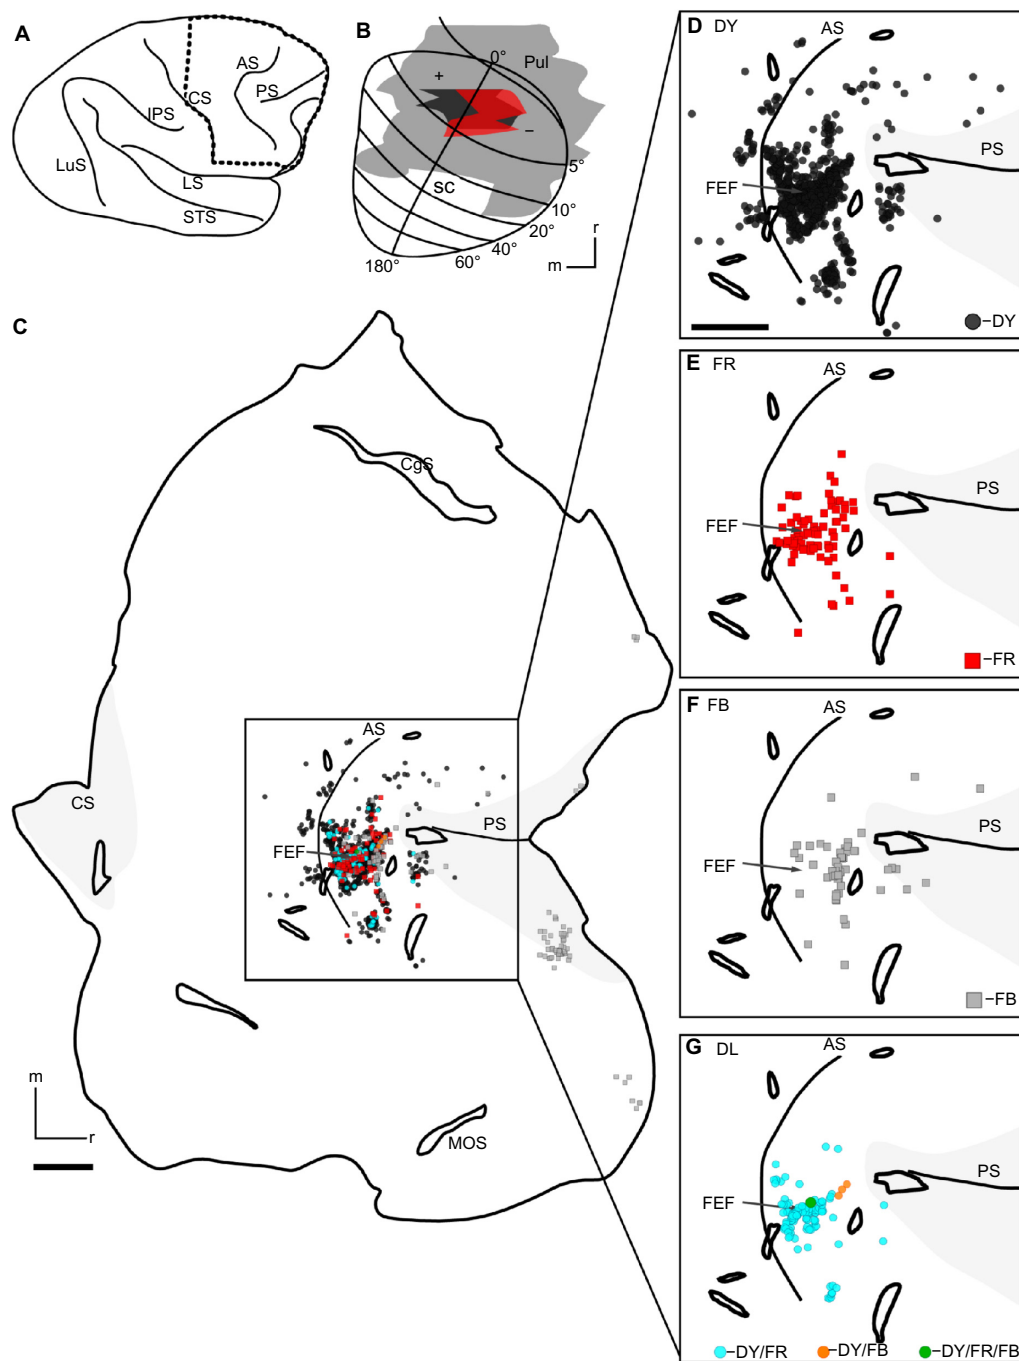 A
AS
PS
CS
IPS
LuS
LS
STS
B
0°
Pul
+
−
5°
SC
10°
20°
40°
60°
180°
r
m
C
CgS
AS
CS
PS
FEF
m
r
MOS
D DY
AS
PS
FEF
−DY
E FR
AS
PS
FEF
−FR
F FB
AS
PS
FEF
−FB
G DL
AS
PS
FEF
−DY/FR −DY/FB −DY/FR/FB